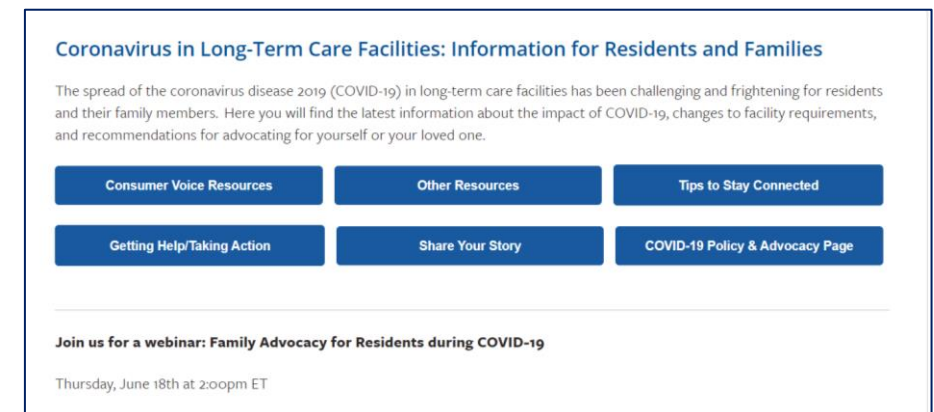 Coronavirus in Long-Term Care Facilities: Information for Residents and Families
The spread of the coronavirus disease 2019 (COVID-19) in long-term care facilities has been challenging and frightening for residents
and their family members. Here you will find the latest information about the impact of COVID-19, changes to facility requirements,
and recommendations for advocating for yourself or your loved one.
Consumer Voice Resources
Other Resources
Tips to Stay Connected
Getting Help/Taking Action
Share Your Story
COVID-19 Policy & Advocacy Page
Join us for a webinar: Family Advocacy for Residents during COVID-19
Thursday, June 18th at 2:00pm ET